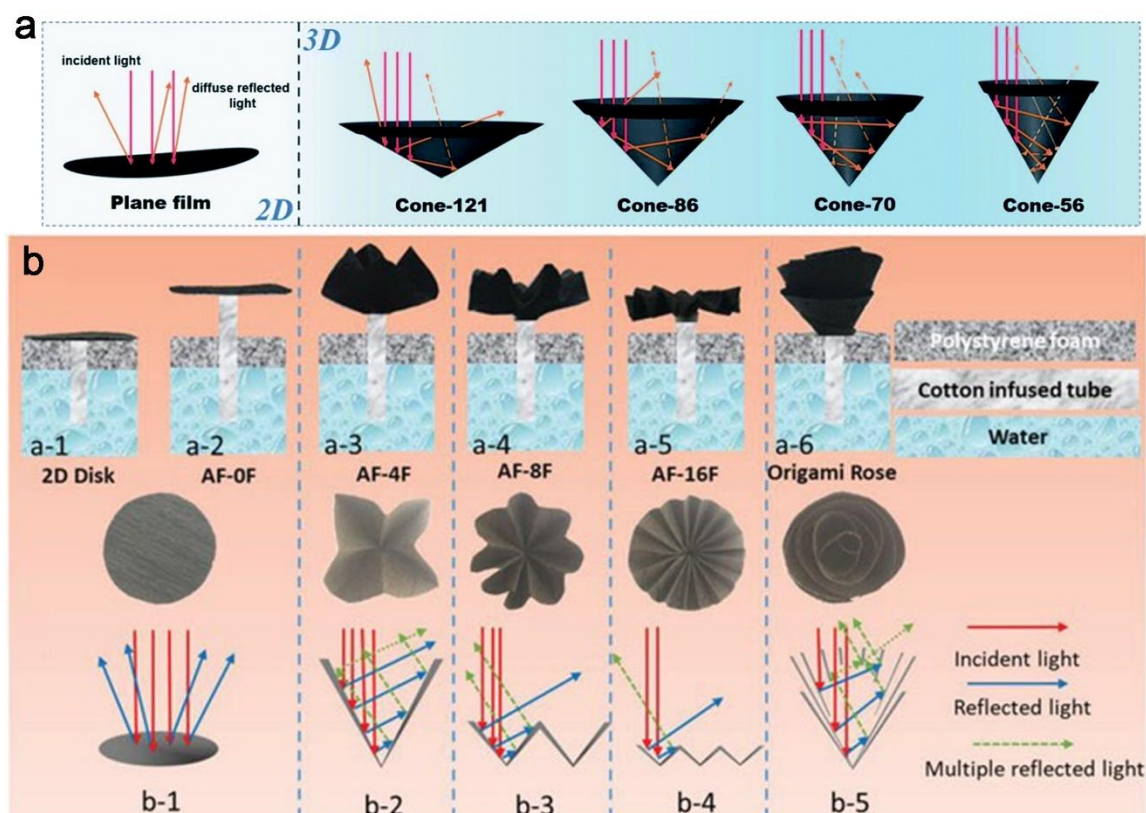 a
3D
incident light
diffuse reflected
light
Plane film
2D
Cone-121
Cone-86
Cone-70
Cone-56
b
Polystyrene foam
Cotton infused tube
Water
a-1
a-2
a-3
a-4
a-5
a-6
2D Disk
AF-0F
AF-4F
AF-8F
AF-16F
Origami Rose
Incident light
Reflected light
Multiple reflected light
b-1
b-2
b-3
b-4
b-5